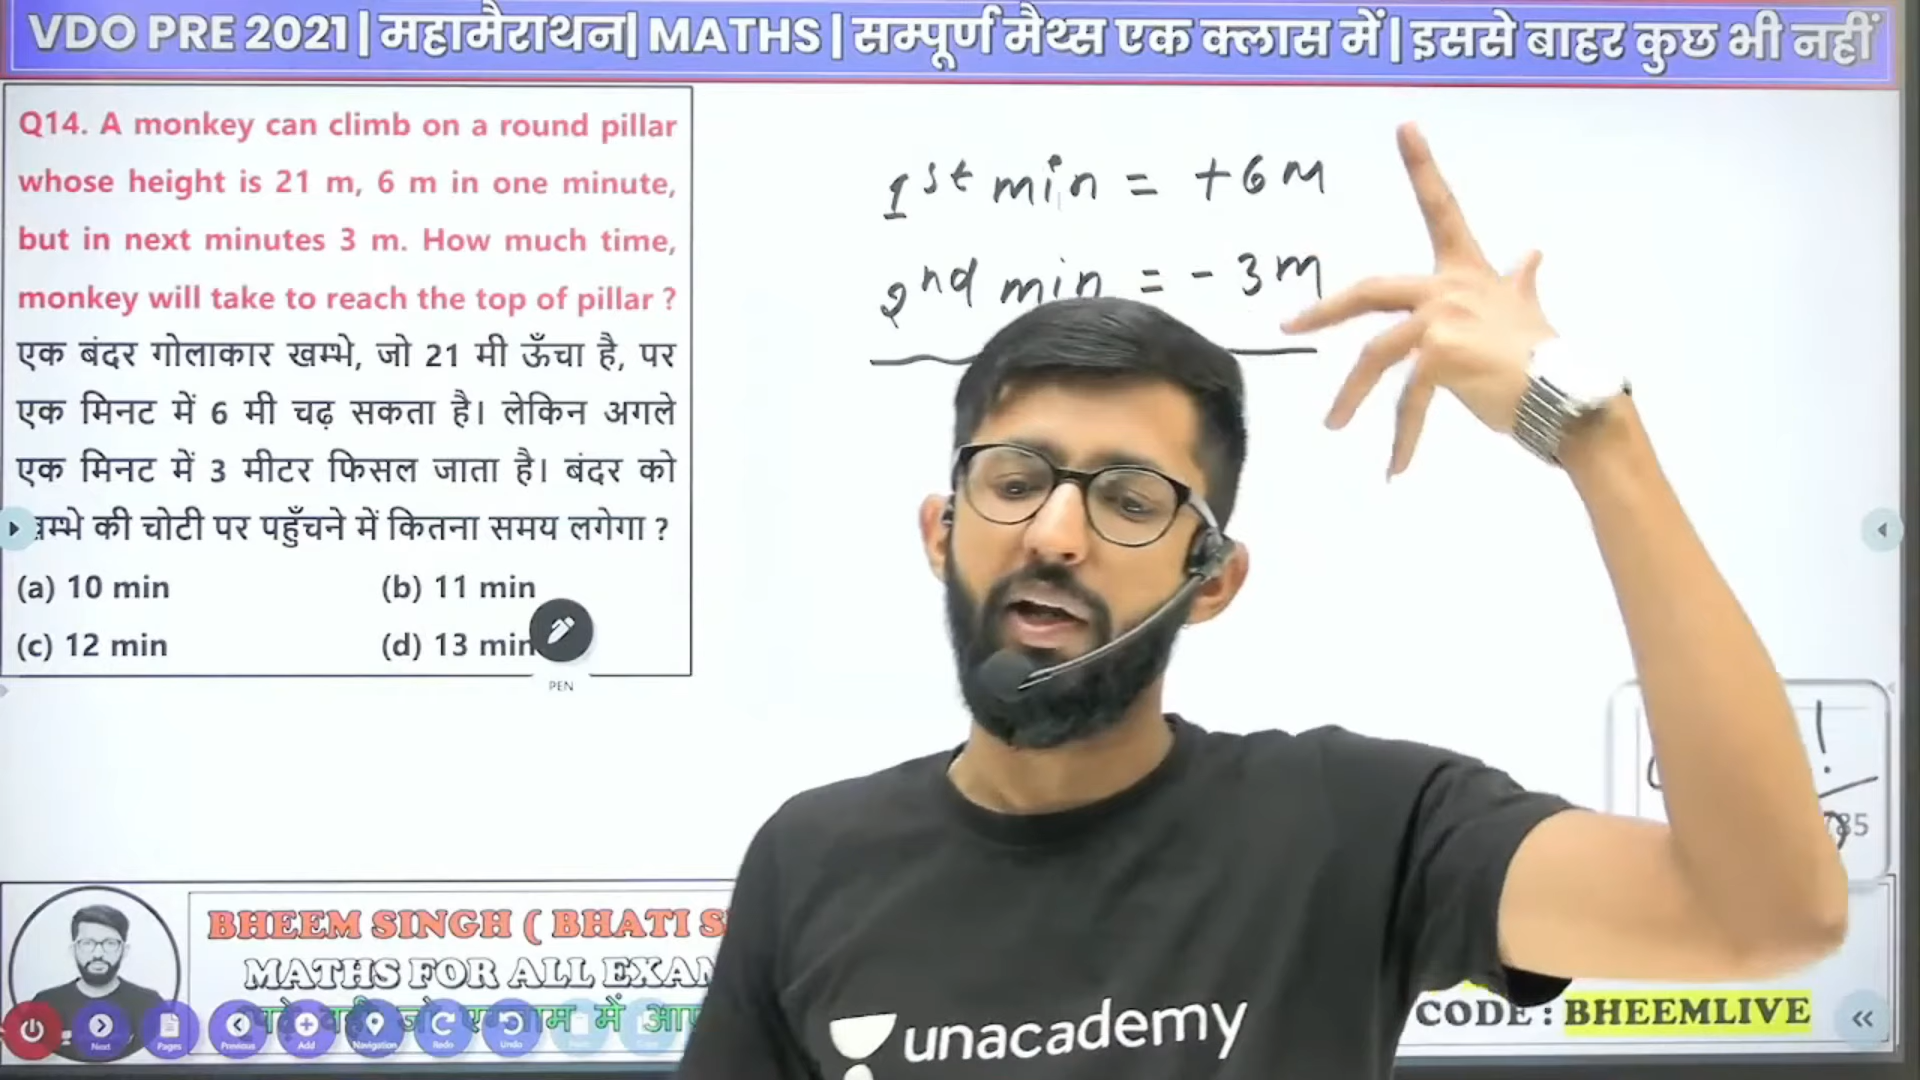 VDO PRE 2021 | महामैराथन| MATHS | सम्पूर्ण मैथ्स एक क्लास में| इससे बाहर कुछ भी नहीं
Q14. A monkey can climb on a round pillar
whose height is 21 m, 6 m in one minute,
but in next minutes 3 m. How much time,
monkey will take to reach the top of pillar ?
एक बंदर गोलाकार खम्भे, जो 21 मी ऊँचा है, पर
एक मिनट में 6 मी चढ़ सकता है। लेकिन अगले
एक मिनट में 3 मीटर फिसल जाता है। बंदर को
की चोटी पर पहुँचने में कितना समय लगेगा ?
(a) 10 min (b) 11 min
(c) 12 min (d) 13 min
PEN
1st min = +6m
2nd min = -3m
!
785
BHEEM SINGH ( BHATI S
MATHS FOR ALL EXAM
में
Next Pages Previous Add Navigation Redo Undo
unacademy
CODE : BHEEMLIVE